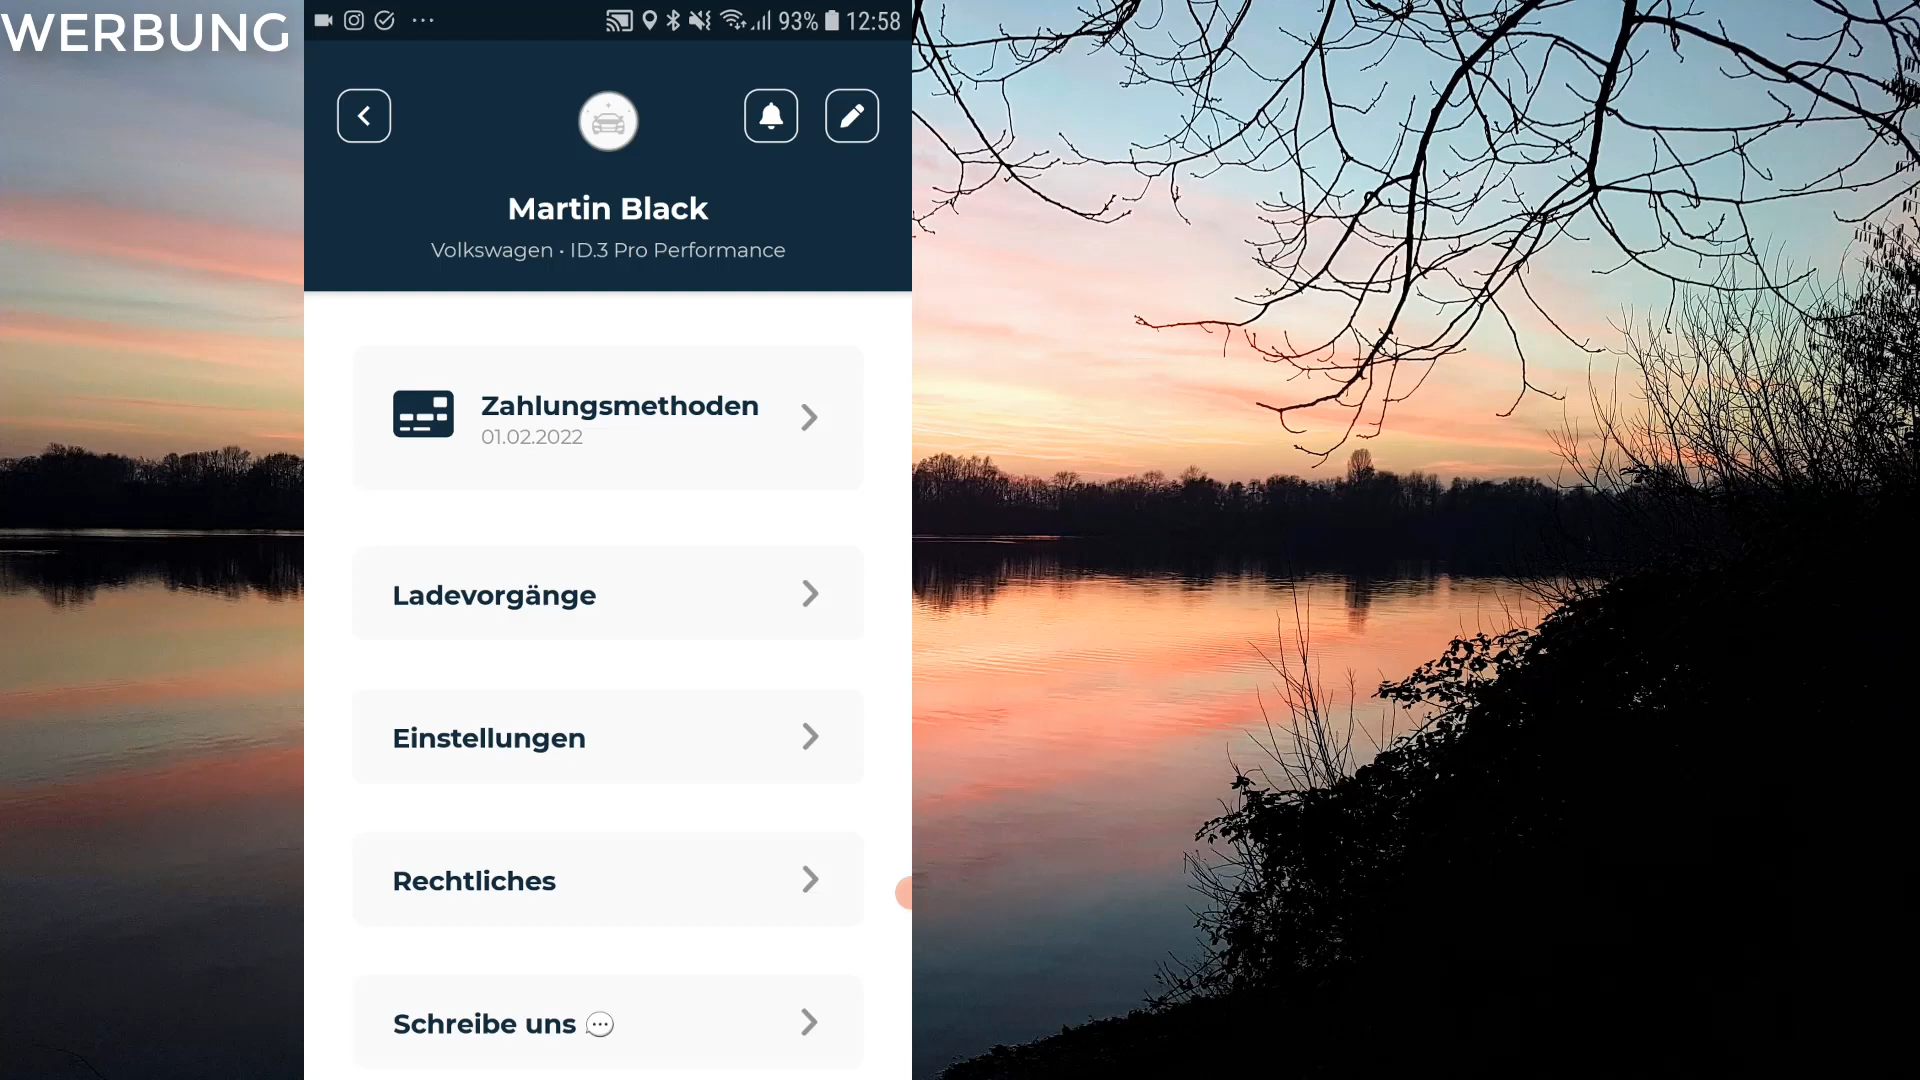 WERBUNG
93% 12:58
Martin Black
Volkswagen • ID.3 Pro Performance
Zahlungsmethoden
01.02.2022
Ladevorgänge
Einstellungen
Rechtliches
Schreibe uns 💬